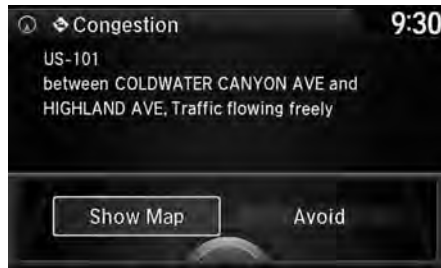 Congestion
9:30
US-101
between COLDWATER CANYON AVE and
HIGHLAND AVE, Traffic flowing freely
Show Map
Avoid